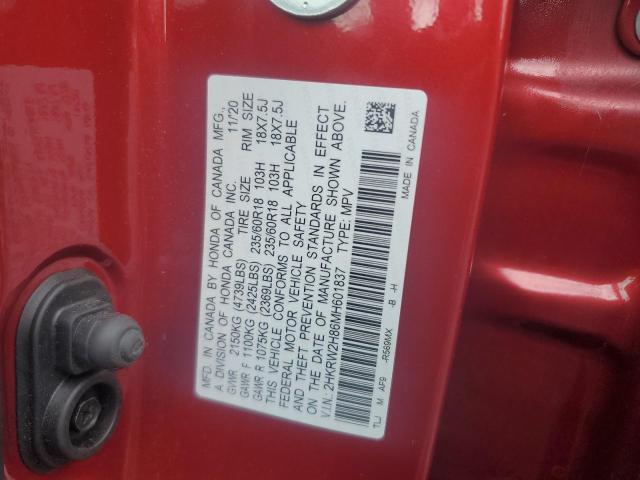 MFD. IN CANADA BY HONDA OF CANADA MFG.,
A DIVISION OF HONDA CANADA INC. 11/20
GVWR 2150KG (4739LBS) TIRE SIZE RIM SIZE
GAWR F 1100KG (2425LBS) 235/60R18 103H 18X7.5J
GAWR R 1075KG (2369LBS) 235/60R18 103H 18X7.5J
THIS VEHICLE CONFORMS TO ALL APPLICABLE
FEDERAL MOTOR VEHICLE SAFETY
AND THEFT PREVENTION STANDARDS IN EFFECT
ON THE DATE OF MANUFACTURE SHOWN ABOVE.
V.I.N.: 2HKRW2H86MH601837 TYPE: MPV
TLJ M AF9 -R569MX -B -H MADE IN CANADA